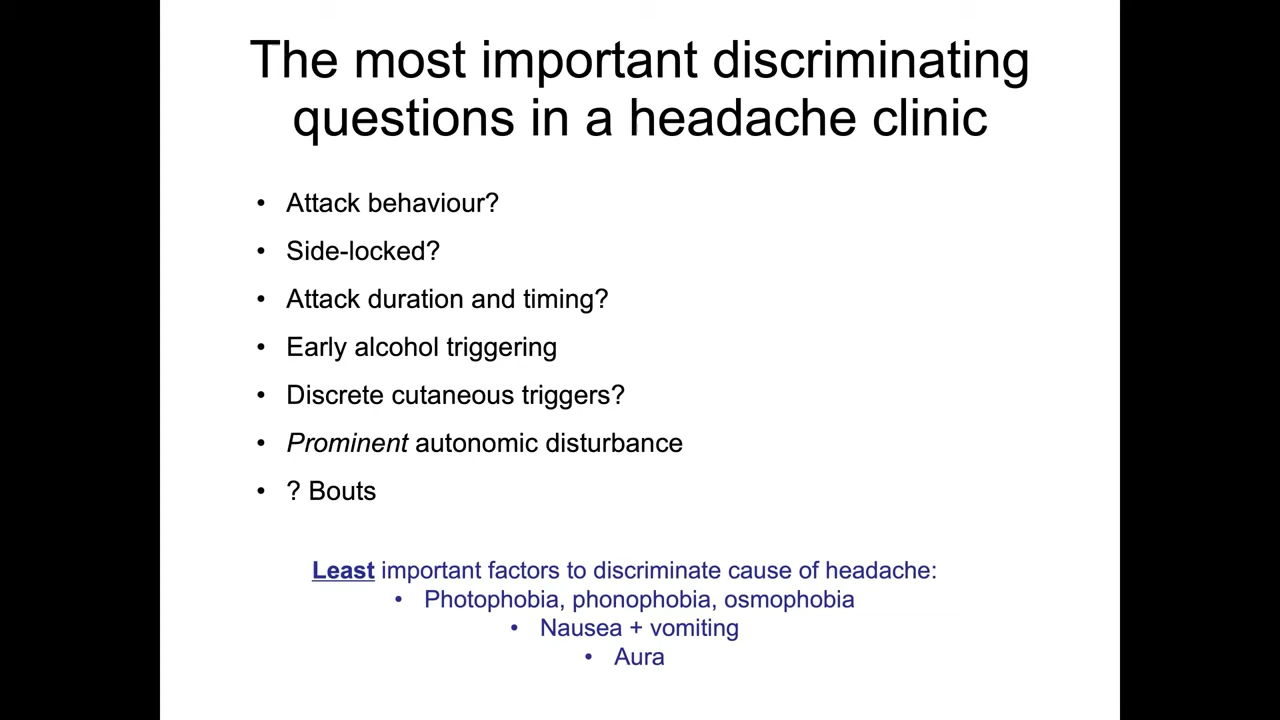 The most important discriminating
questions in a headache clinic
• Attack behaviour?
• Side-locked?
• Attack duration and timing?
• Early alcohol triggering
• Discrete cutaneous triggers?
• Prominent autonomic disturbance
• ? Bouts
Least important factors to discriminate cause of headache:
• Photophobia, phonophobia, osmophobia
• Nausea + vomiting
• Aura